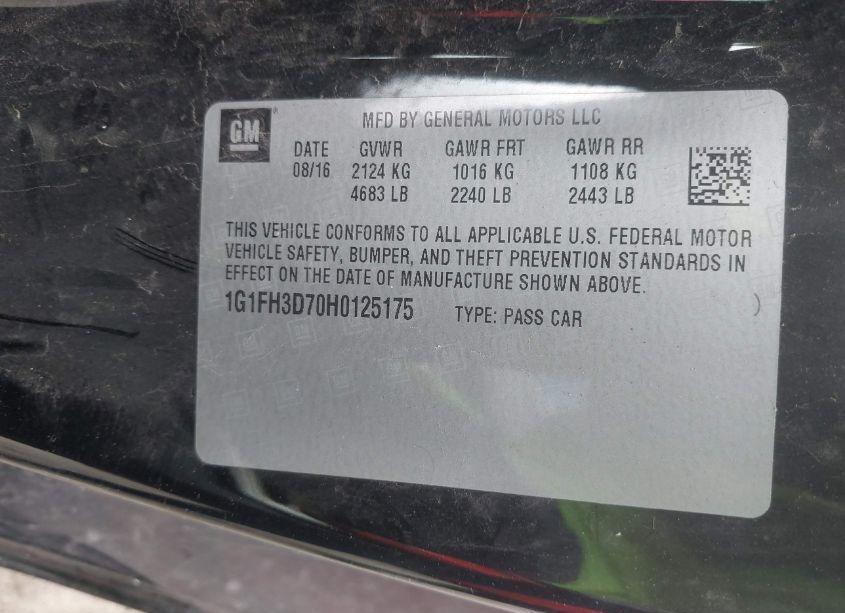 GM
MFD BY GENERAL MOTORS LLC
DATE GVWR GAWR FRT GAWR RR
08/16 2124 KG 1016 KG 1108 KG
4683 LB 2240 LB 2443 LB
THIS VEHICLE CONFORMS TO ALL APPLICABLE U.S. FEDERAL MOTOR
VEHICLE SAFETY, BUMPER, AND THEFT PREVENTION STANDARDS IN
EFFECT ON THE DATE OF MANUFACTURE SHOWN ABOVE.
1G1FH3D70H0125175 TYPE: PASS CAR